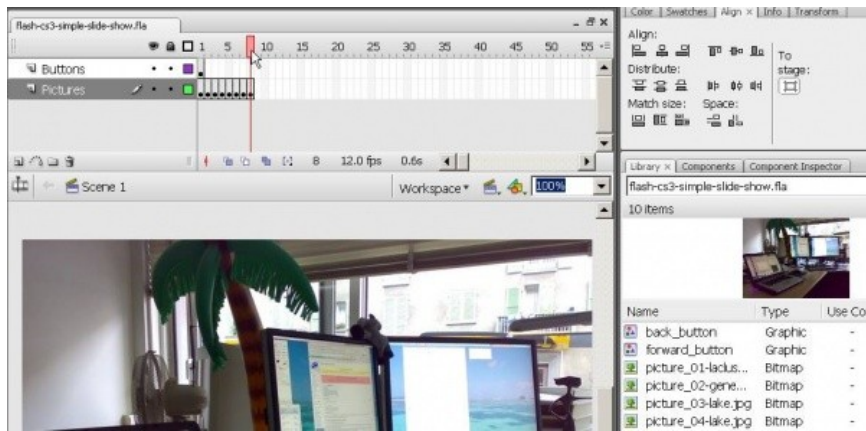 flash-cs3-simple-slide-show.fla
1 5 10 15 20 25 30 35 40 45 50 55
Buttons
Pictures
8 12.0 fps 0.6s
Scene 1
Workspace
100%
Color Swatches Align x Info Transform
Align:
To stage:
Distribute:
Match size: Space:
Library x Components Component Inspector
flash-cs3-simple-slide-show.fla
10 items
Name Type Use Co
back_button Graphic -
forward_button Graphic -
picture_01-laclus... Bitmap -
picture_02-gene... Bitmap -
picture_03-lake.jpg Bitmap -
picture_04-lake.jpg Bitmap -